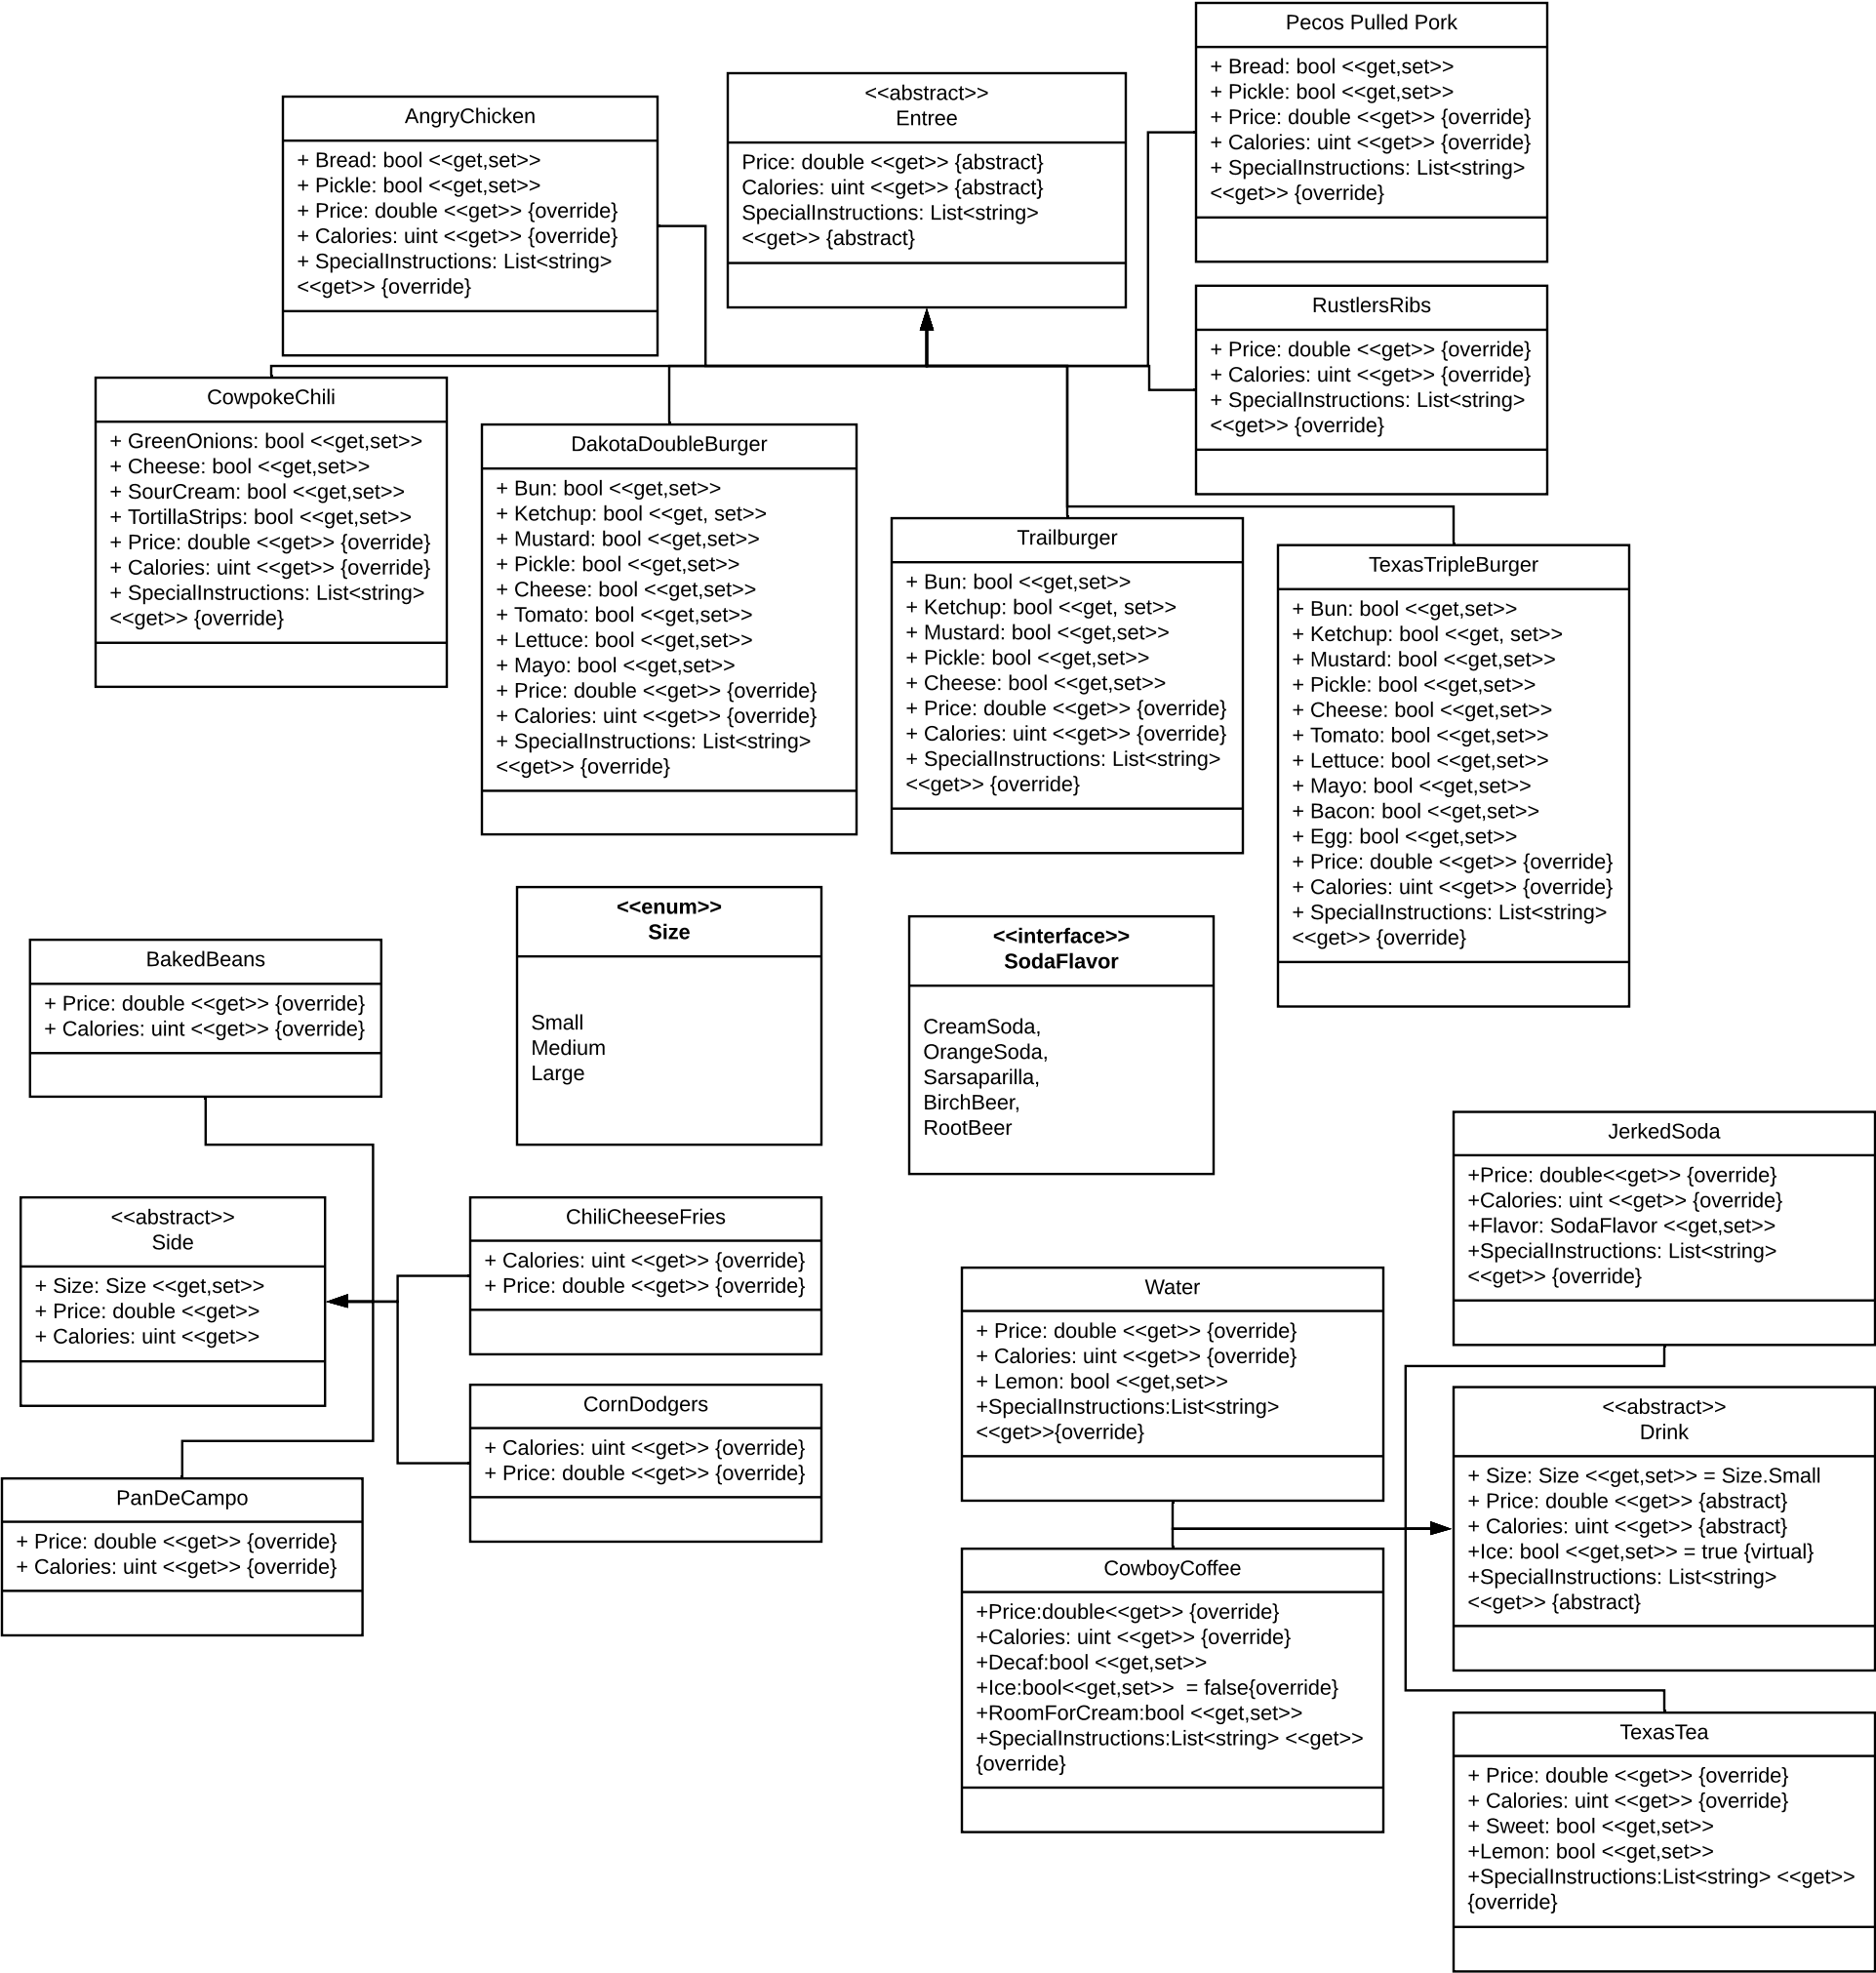 Pecos Pulled Pork
+ Bread: bool <<get,set>>
+ Pickle: bool <<get,set>>
+ Price: double <<get>> {override}
+ Calories: uint <<get>> {override}
+ SpecialInstructions: List<string>
<<get>> {override}
<<abstract>>
Entree
Price: double <<get>> {abstract}
Calories: uint <<get>> {abstract}
SpecialInstructions: List<string>
<<get>> {abstract}
AngryChicken
+ Bread: bool <<get,set>>
+ Pickle: bool <<get,set>>
+ Price: double <<get>> {override}
+ Calories: uint <<get>> {override}
+ SpecialInstructions: List<string>
<<get>> {override}
RustlersRibs
+ Price: double <<get>> {override}
+ Calories: uint <<get>> {override}
+ SpecialInstructions: List<string>
<<get>> {override}
CowpokeChili
+ GreenOnions: bool <<get,set>>
+ Cheese: bool <<get,set>>
+ SourCream: bool <<get,set>>
+ TortillaStrips: bool <<get,set>>
+ Price: double <<get>> {override}
+ Calories: uint <<get>> {override}
+ SpecialInstructions: List<string>
<<get>> {override}
DakotaDoubleBurger
+ Bun: bool <<get,set>>
+ Ketchup: bool <<get, set>>
+ Mustard: bool <<get,set>>
+ Pickle: bool <<get,set>>
+ Cheese: bool <<get,set>>
+ Tomato: bool <<get,set>>
+ Lettuce: bool <<get,set>>
+ Mayo: bool <<get,set>>
+ Price: double <<get>> {override}
+ Calories: uint <<get>> {override}
+ SpecialInstructions: List<string>
<<get>> {override}
Trailburger
+ Bun: bool <<get,set>>
+ Ketchup: bool <<get, set>>
+ Mustard: bool <<get,set>>
+ Pickle: bool <<get,set>>
+ Cheese: bool <<get,set>>
+ Price: double <<get>> {override}
+ Calories: uint <<get>> {override}
+ SpecialInstructions: List<string>
<<get>> {override}
TexasTripleBurger
+ Bun: bool <<get,set>>
+ Ketchup: bool <<get, set>>
+ Mustard: bool <<get,set>>
+ Pickle: bool <<get,set>>
+ Cheese: bool <<get,set>>
+ Tomato: bool <<get,set>>
+ Lettuce: bool <<get,set>>
+ Mayo: bool <<get,set>>
+ Bacon: bool <<get,set>>
+ Egg: bool <<get,set>>
+ Price: double <<get>> {override}
+ Calories: uint <<get>> {override}
+ SpecialInstructions: List<string>
<<get>> {override}
<<enum>>
Size
Small
Medium
Large
<<interface>>
SodaFlavor
CreamSoda,
OrangeSoda,
Sarsaparilla,
BirchBeer,
RootBeer
BakedBeans
+ Price: double <<get>> {override}
+ Calories: uint <<get>> {override}
<<abstract>>
Side
+ Size: Size <<get,set>>
+ Price: double <<get>>
+ Calories: uint <<get>>
ChiliCheeseFries
+ Calories: uint <<get>> {override}
+ Price: double <<get>> {override}
CornDodgers
+ Calories: uint <<get>> {override}
+ Price: double <<get>> {override}
PanDeCampo
+ Price: double <<get>> {override}
+ Calories: uint <<get>> {override}
JerkedSoda
+Price: double<<get>> {override}
+Calories: uint <<get>> {override}
+Flavor: SodaFlavor <<get,set>>
+SpecialInstructions: List<string>
<<get>> {override}
Water
+ Price: double <<get>> {override}
+ Calories: uint <<get>> {override}
+ Lemon: bool <<get,set>>
+SpecialInstructions:List<string>
<<get>>{override}
<<abstract>>
Drink
+ Size: Size <<get,set>> = Size.Small
+ Price: double <<get>> {abstract}
+ Calories: uint <<get>> {abstract}
+Ice: bool <<get,set>> = true {virtual}
+SpecialInstructions: List<string>
<<get>> {abstract}
CowboyCoffee
+Price:double<<get>> {override}
+Calories: uint <<get>> {override}
+Decaf:bool <<get,set>>
+Ice:bool<<get,set>>  = false{override}
+RoomForCream:bool <<get,set>>
+SpecialInstructions:List<string> <<get>>
{override}
TexasTea
+ Price: double <<get>> {override}
+ Calories: uint <<get>> {override}
+ Sweet: bool <<get,set>>
+Lemon: bool <<get,set>>
+SpecialInstructions:List<string> <<get>>
{override}